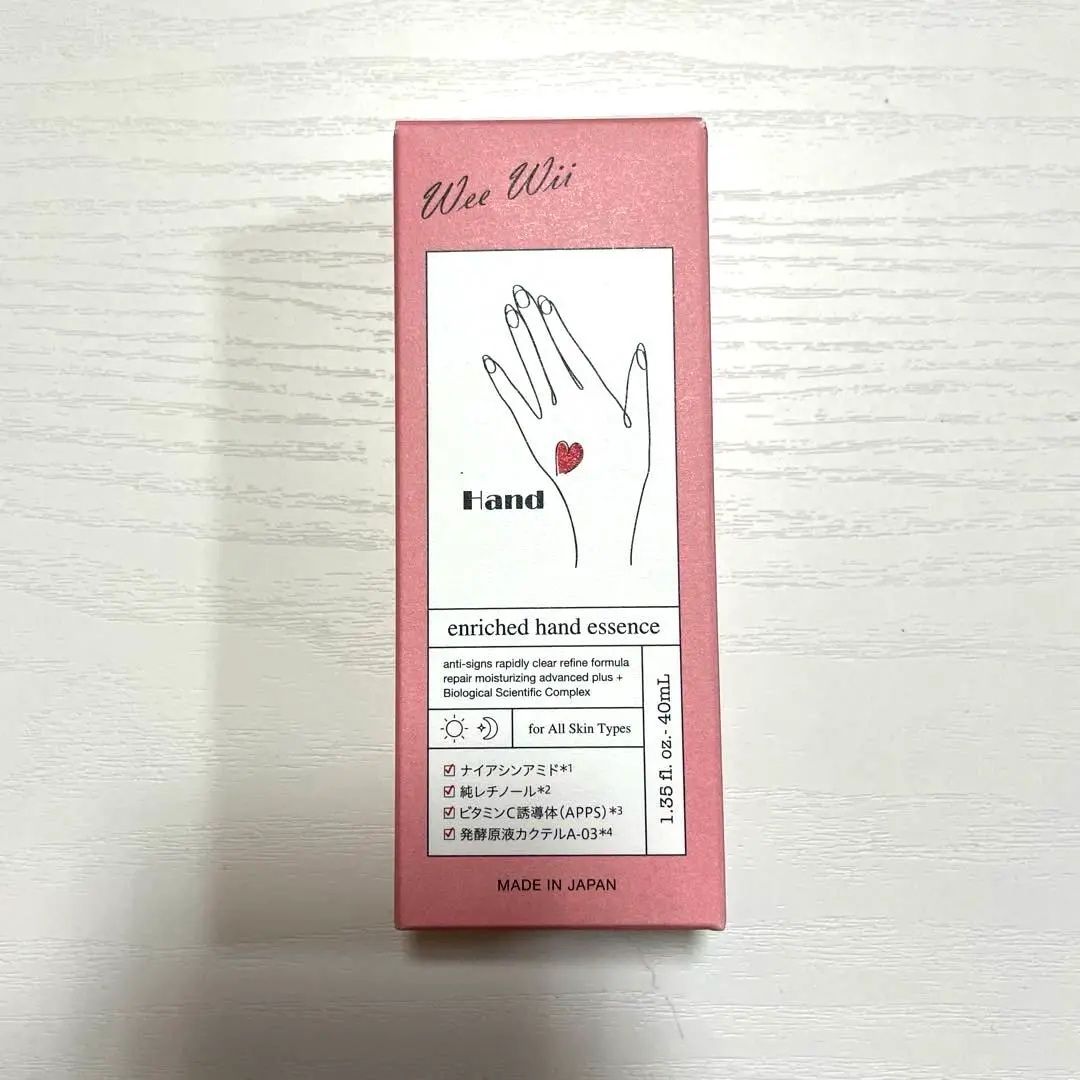 Wee Wii
Hand
enriched hand essence
anti-signs rapidly clear refine formula
repair moisturizing advanced plus +
Biological Scientific Complex
for All Skin Types
1.35 fl. oz.- 40mL
ナイアシンアミド*1
純レチノール*2
ビタミンC誘導体(APPS)*3
発酵原液カクテルA-03*4
MADE IN JAPAN